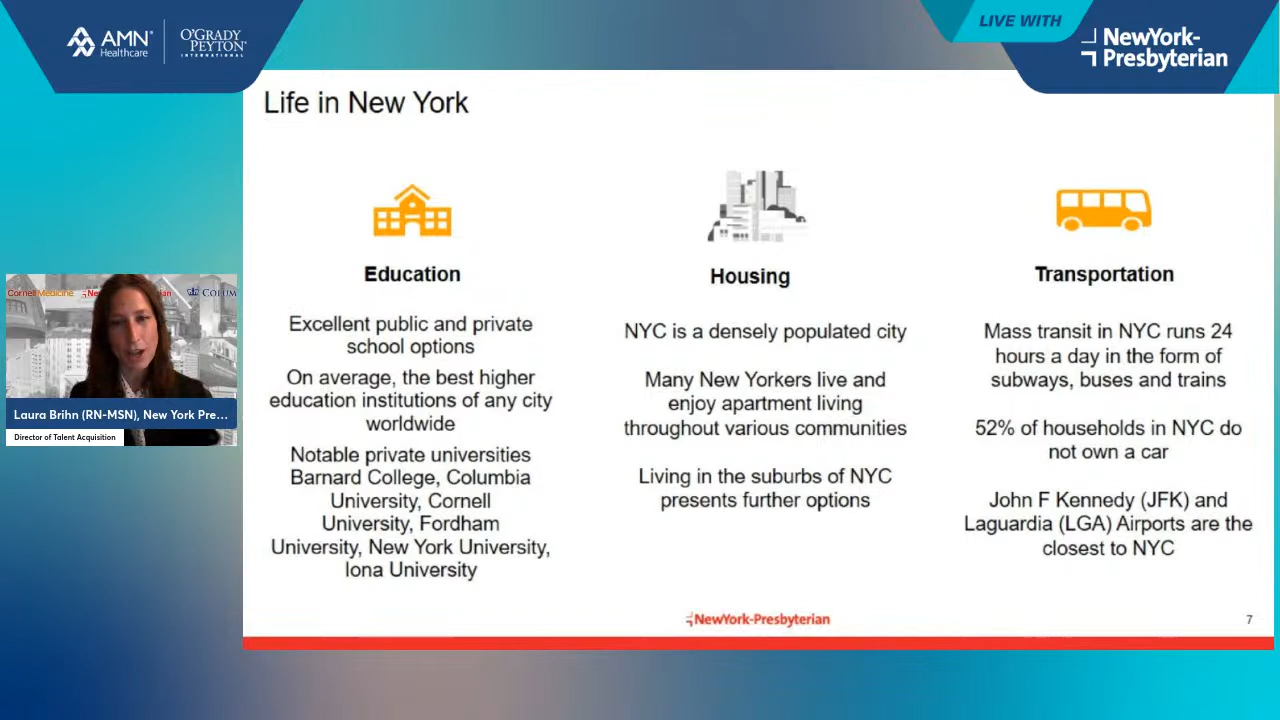 AMN
Healthcare
O'GRADY
PEYTON
INTERNATIONAL
LIVE WITH
NewYork-
Presbyterian
Life in New York
Education
Excellent public and private
school options
On average, the best higher
education institutions of any city
worldwide
Notable private universities
Barnard College, Columbia
University, Cornell
University, Fordham
University, New York University,
Iona University
Housing
NYC is a densely populated city
Many New Yorkers live and
enjoy apartment living
throughout various communities
Living in the suburbs of NYC
presents further options
Transportation
Mass transit in NYC runs 24
hours a day in the form of
subways, buses and trains
52% of households in NYC do
not own a car
John F Kennedy (JFK) and
Laguardia (LGA) Airports are the
closest to NYC
NewYork-Presbyterian
7
Cornell Medicine
Laura Brihn (RN-MSN), New York Pre...
Director of Talent Acquisition